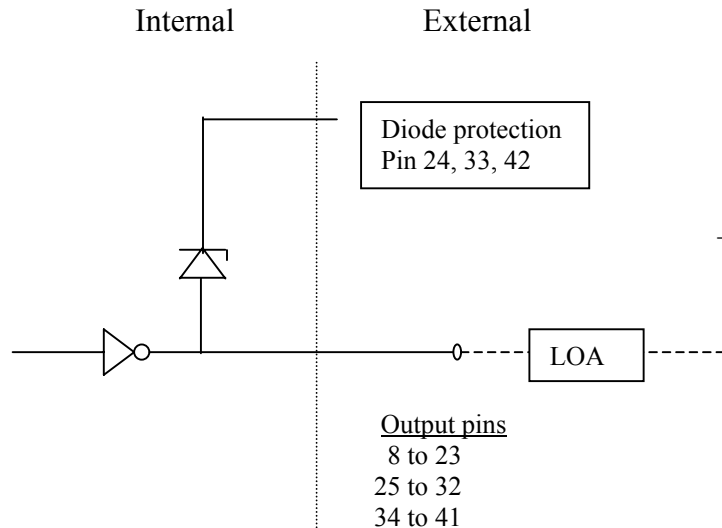 Internal External
Diode protection
Pin 24, 33, 42
LOA
Output pins
8 to 23
25 to 32
34 to 41